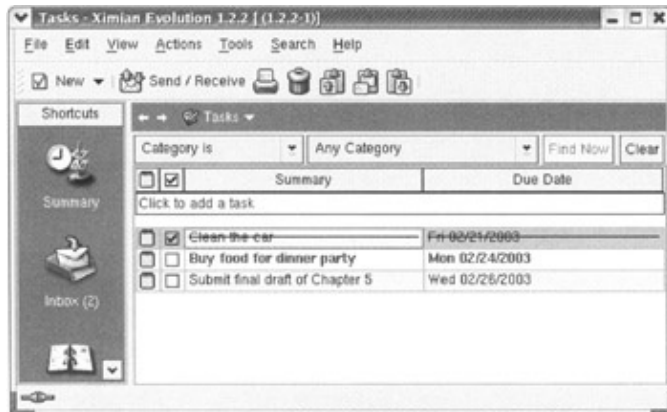 Tasks - Ximian Evolution 1.2.2 [ (1.2.2-1)]
File Edit View Actions Tools Search Help
New Send / Receive
Shortcuts Tasks
Category is Any Category Find Now Clear
Summary Due Date
Summary
Click to add a task
Clean the car Fri 02/21/2003
Buy food for dinner party Mon 02/24/2003
Submit final draft of Chapter 5 Wed 02/26/2003
Inbox (2)